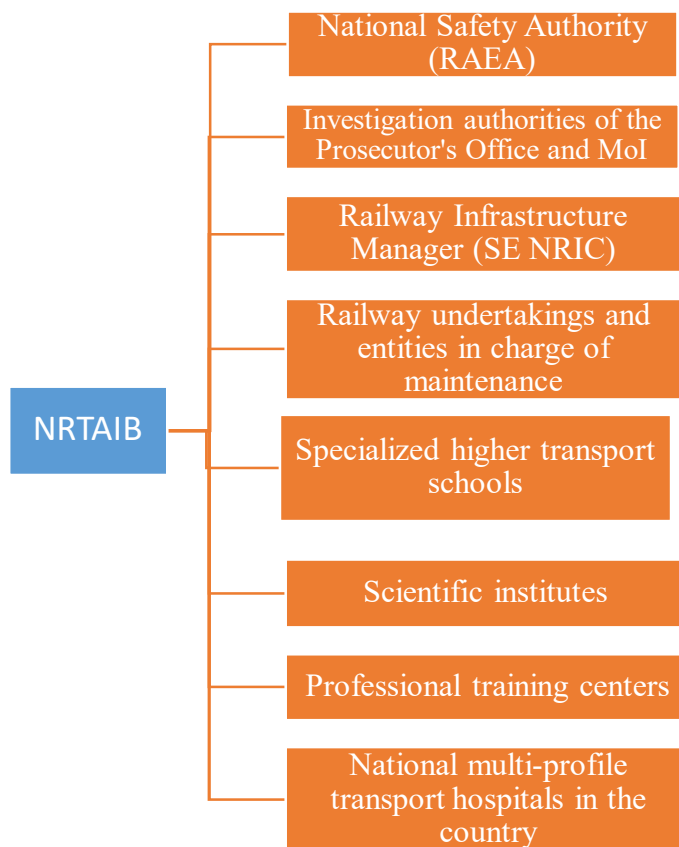 National Safety Authority
(RAEA)
Investigation authorities of the
Prosecutor's Office and MoI
Railway Infrastructure
Manager (SE NRIC)
Railway undertakings and
entities in charge of
maintenance
NRTAIB
Specialized higher transport
schools
Scientific institutes
Professional training centers
National multi-profile
transport hospitals in the
country